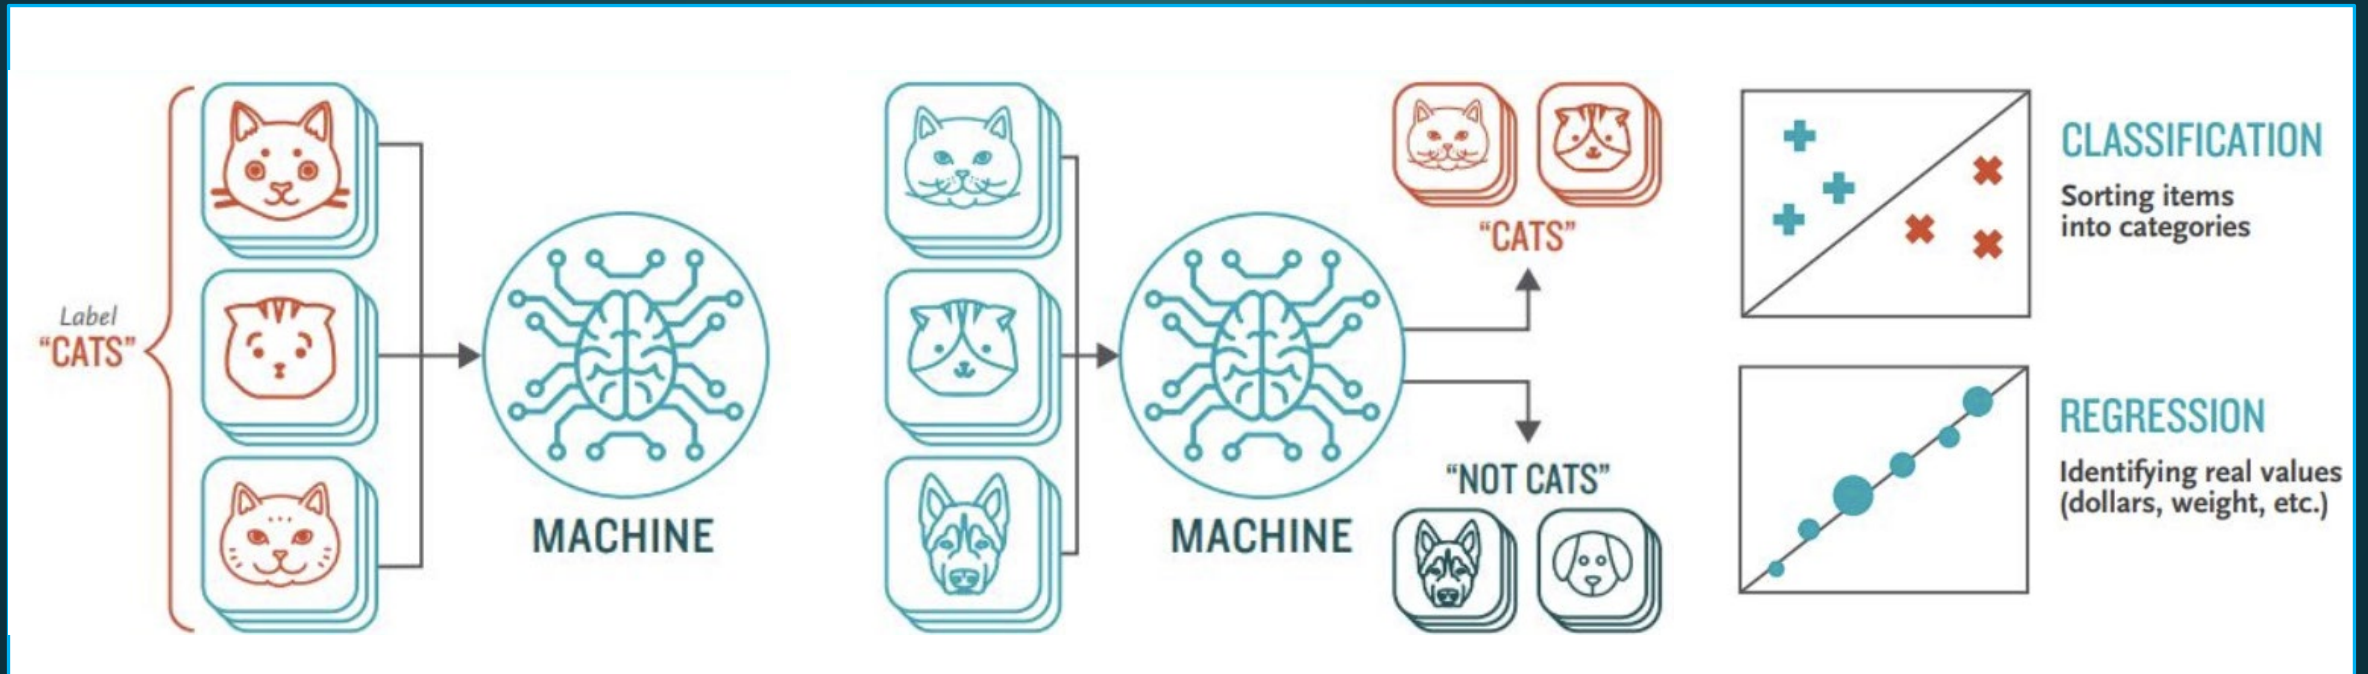 Label
“CATS”
MACHINE
MACHINE
“CATS”
“NOT CATS”
CLASSIFICATION
Sorting items
into categories
REGRESSION
Identifying real values
(dollars, weight, etc.)